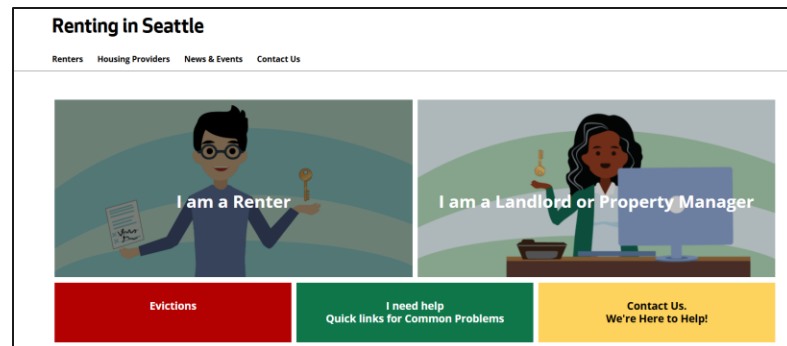 Renting in Seattle
Renters Housing Providers News & Events Contact Us
I am a Renter
I am a Landlord or Property Manager
Evictions
I need help
Quick links for Common Problems
Contact Us.
We're Here to Help!